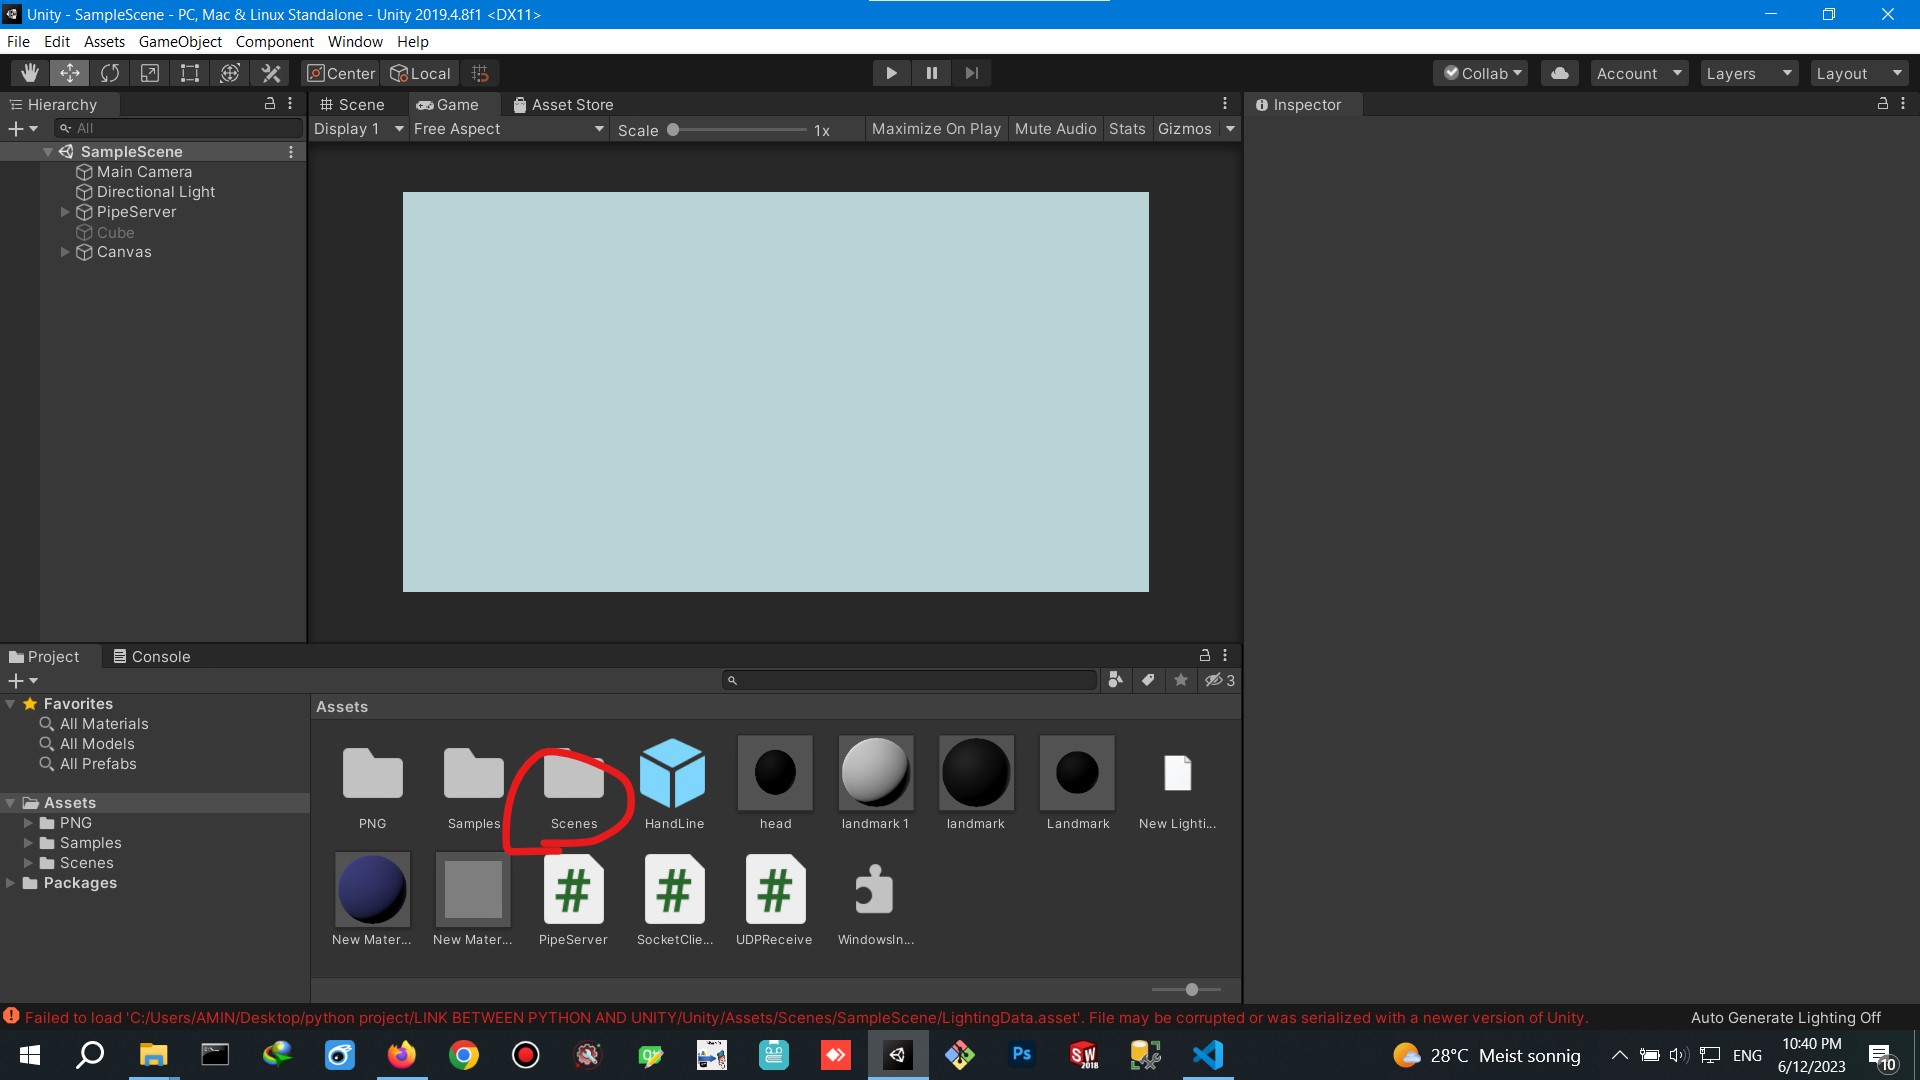 Unity - SampleScene - PC, Mac & Linux Standalone - Unity 2019.4.8f1 <DX11>
File Edit Assets GameObject Component Window Help
Center Local Collab Account Layers Layout
Hierarchy
All
SampleScene
Main Camera
Directional Light
PipeServer
Cube
Canvas
Scene Game Asset Store
Display 1 Free Aspect Scale 1x Maximize On Play Mute Audio Stats Gizmos
Inspector
Project Console
3
Favorites
All Materials
All Models
All Prefabs
Assets
PNG
Samples
Scenes
Packages
Assets
PNG Samples Scenes HandLine head landmark 1 landmark Landmark New Lighti...
New Mater... New Mater... PipeServer SocketClie... UDPReceive WindowsIn...
Failed to load 'C:/Users/AMIN/Desktop/python project/LINK BETWEEN PYTHON AND UNITY/Unity/Assets/Scenes/SampleScene/LightingData.asset'. File may be corrupted or was serialized with a newer version of Unity.
Auto Generate Lighting Off
Ps SW 2018
28°C Meist sonnig
ENG
10:40 PM
6/12/2023
10